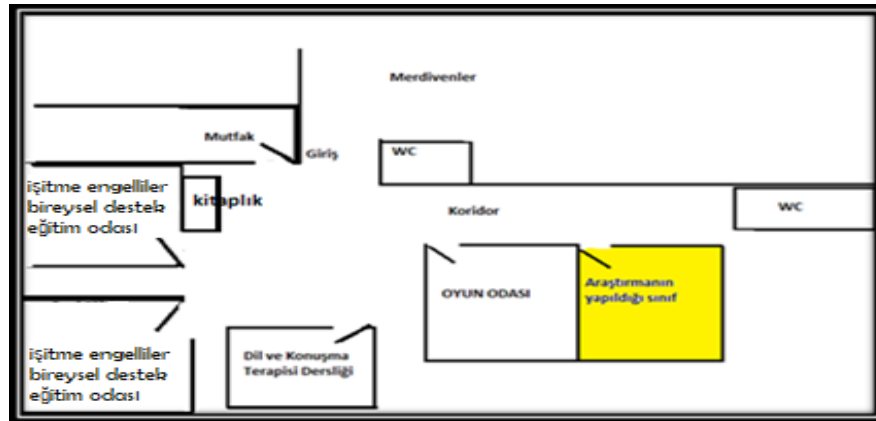 Merdivenler
Mutfak
Giriş
WC
işitme engelliler
bireysel destek
eğitim odası
kitaplık
Koridor
WC
OYUN ODASI
Araştırmanın
yapıldığı sınıf
işitme engelliler
bireysel destek
eğitim odası
Dil ve Konuşma
Terapisi Dersliği